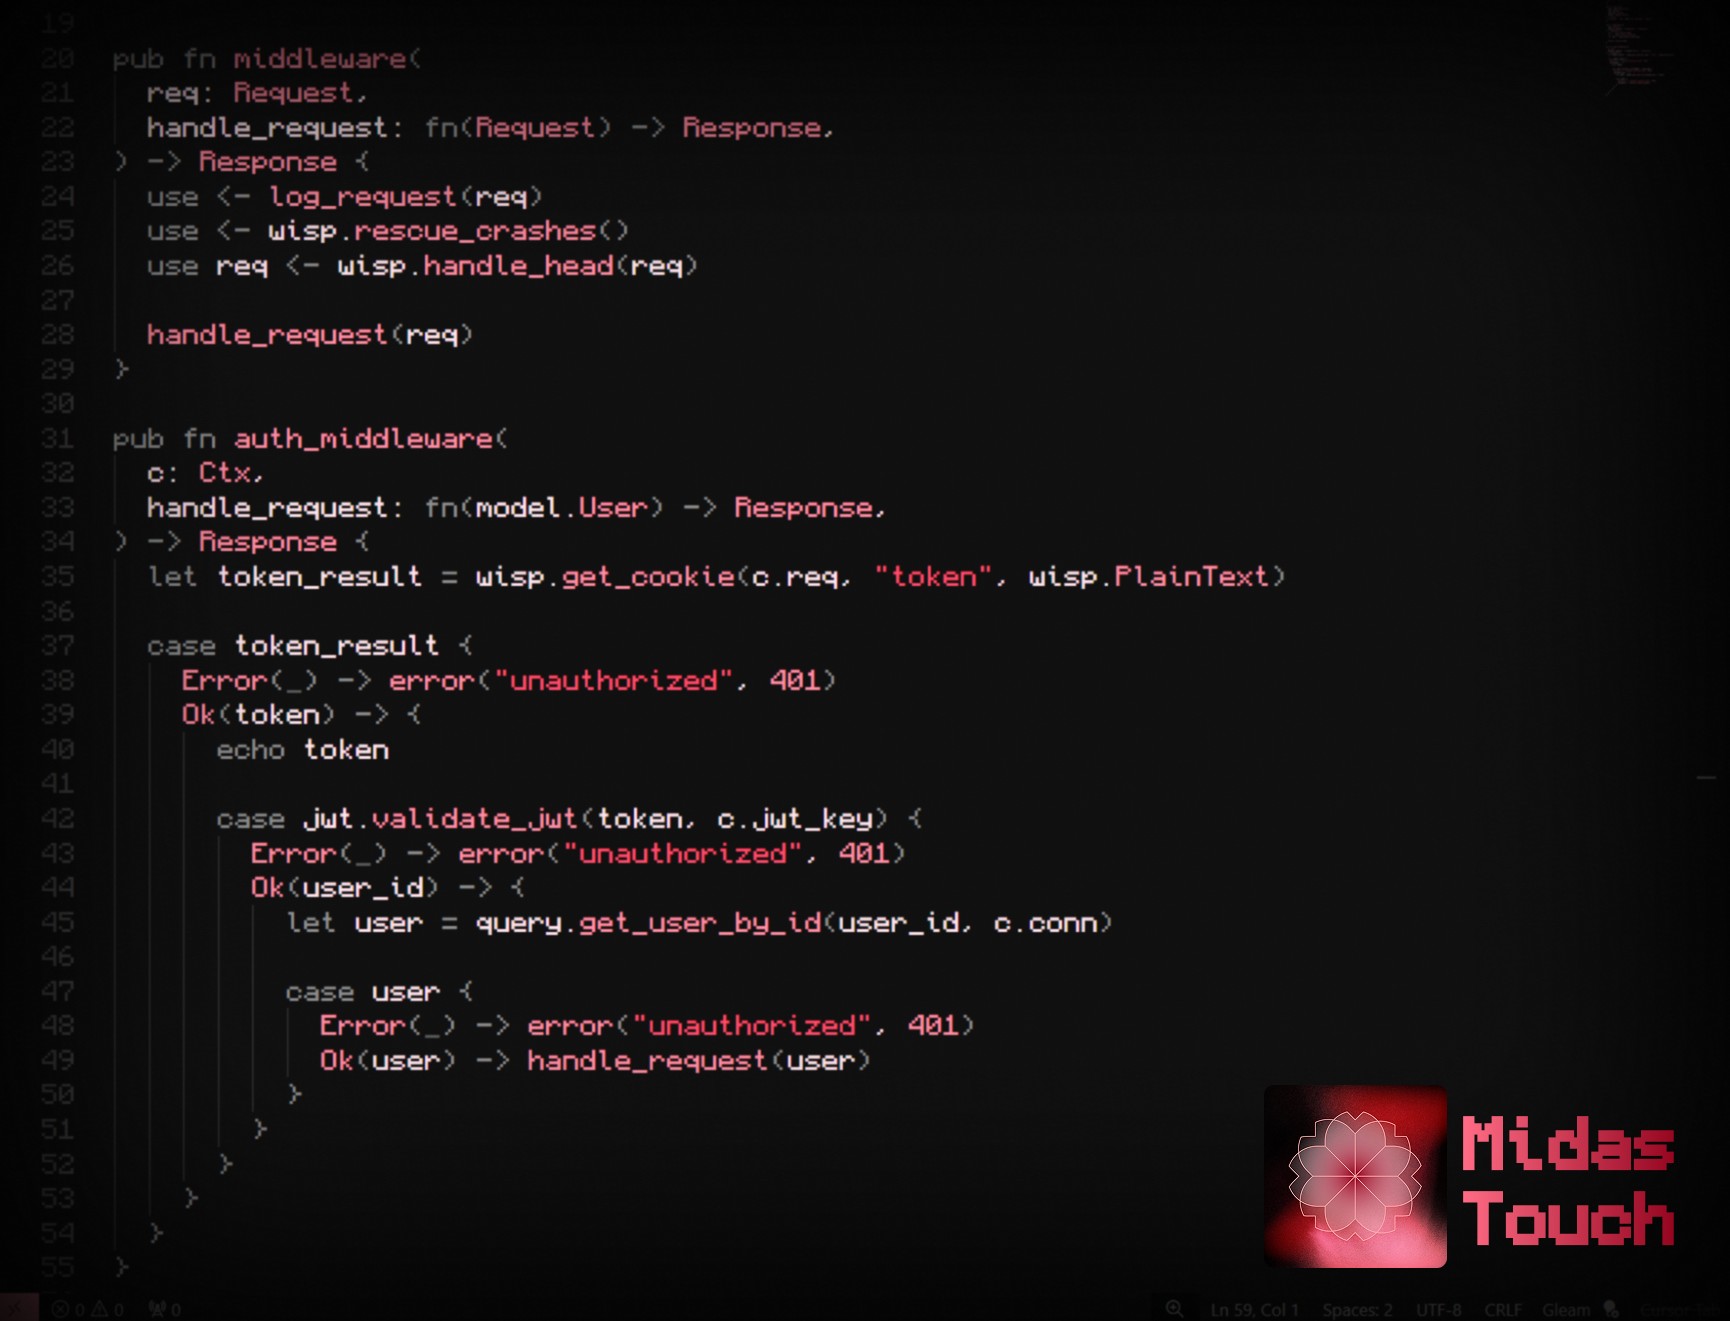 19
20 pub fn middleware(
21   req: Request,
22   handle_request: fn(Request) -> Response,
23 ) -> Response {
24   use <- log_request(req)
25   use <- wisp.rescue_crashes()
26   use req <- wisp.handle_head(req)
27
28   handle_request(req)
29 }
30
31 pub fn auth_middleware(
32   c: Ctx,
33   handle_request: fn(model.User) -> Response,
34 ) -> Response {
35   let token_result = wisp.get_cookie(c.req, "token", wisp.PlainText)
36
37   case token_result {
38     Error(_) -> error("unauthorized", 401)
39     Ok(token) -> {
40       echo token
41
42       case jwt.validate_jwt(token, c.jwt_key) {
43         Error(_) -> error("unauthorized", 401)
44         Ok(user_id) -> {
45           let user = query.get_user_by_id(user_id, c.conn)
46
47           case user {
48             Error(_) -> error("unauthorized", 401)
49             Ok(user) -> handle_request(user)
50           }
51         }
52       }
53     }
54   }
55 }
Midas
Touch
0 0 0 Ln 59, Col 1 Spaces: 2 UTF-8 CRLF Gleam